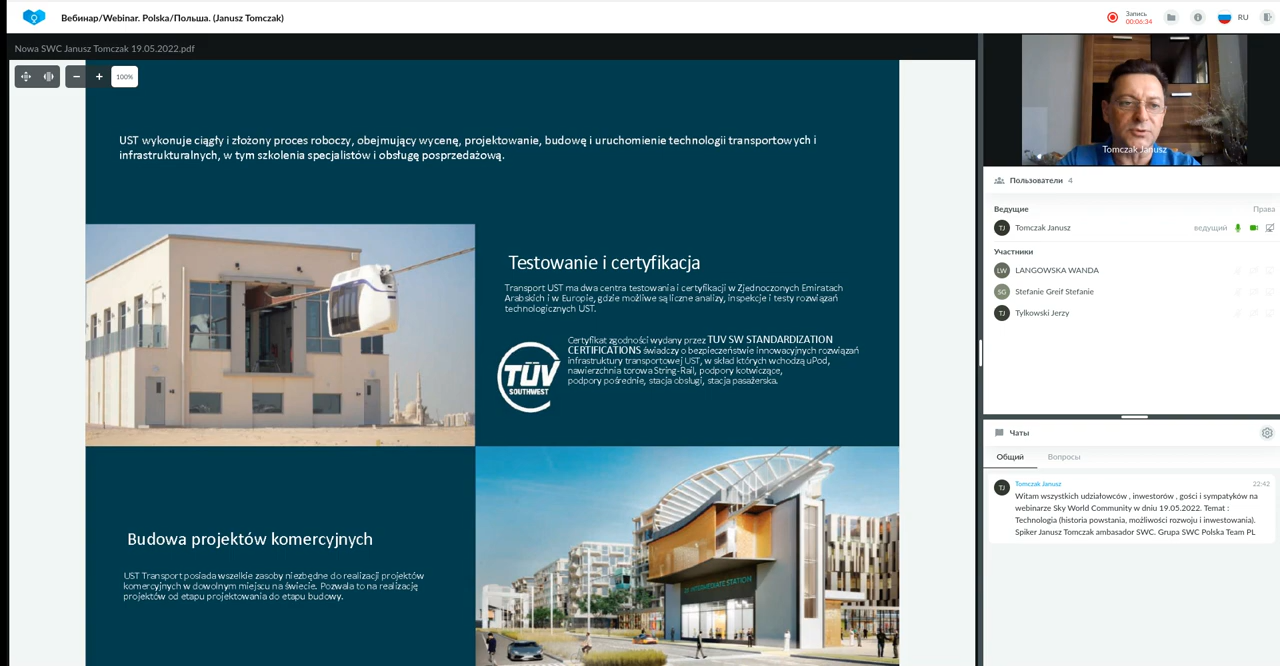 Вебинар/Webinar. Polska/Польша. (Janusz Tomczak)
Запись
00:06:34
RU
Nowa SWC Janusz Tomczak 19.05.2022.pdf
100%
UST wykonuje ciągły i złożony proces roboczy, obejmujący wycenę, projektowanie, budowę i uruchomienie technologii transportowych i
infrastrukturalnych, w tym szkolenia specjalistów i obsługę posprzedażową.
Testowanie i certyfikacja
Transport UST ma dwa centra testowania i certyfikacji w Zjednoczonych Emiratach
Arabskich i w Europie, gdzie możliwe są liczne analizy, inspekcje i testy rozwiązań
technologicznych UST.
Certyfikat zgodności wydany przez TUV SW STANDARDIZATION
CERTIFICATIONS świadczy o bezpieczeństwie innowacyjnych rozwiązań
infrastruktury transportowej UST, w skład których wchodzą uPod,
nawierzchnia torowa String-Rail, podpory kotwiczące,
podpory pośrednie, stacja obsługi, stacja pasażerska.
TÜV
SOUTHWEST
Budowa projektów komercyjnych
UST Transport posiada wszelkie zasoby niezbędne do realizacji projektów
komercyjnych w dowolnym miejscu na świecie. Pozwala to na realizację
projektów od etapu projektowania do etapu budowy.
INTERMEDIATE STATION
Tomczak Janusz
Пользователи 4
Ведущие Права
TJ Tomczak Janusz ведущий
Участники
LW LANGOWSKA WANDA
SG Stefanie Greif Stefanie
TJ Tylkowski Jerzy
Чаты
Общий Вопросы
TJ Tomczak Janusz 22:42
Witam wszystkich udziałowców , inwestorów , gości i sympatyków na
webinarze Sky World Community w dniu 19.05.2022. Temat :
Technologia (historia powstania, możliwości rozwoju i inwestowania).
Spiker Janusz Tomczak ambasador SWC. Grupa SWC Polska Team PL